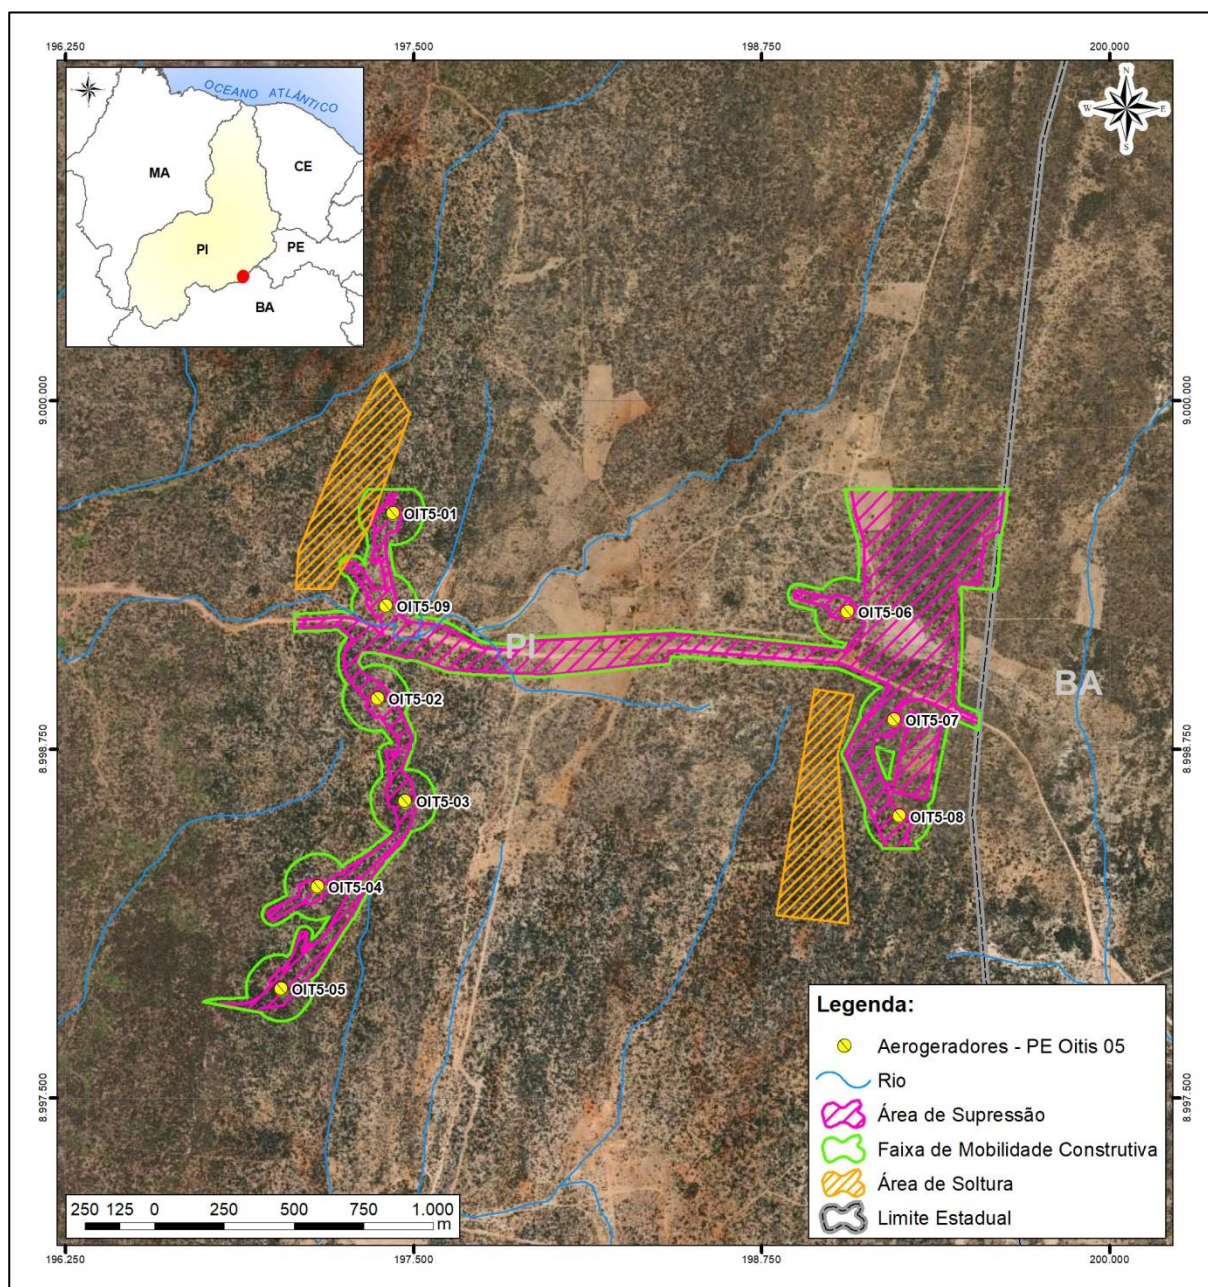 196.250
197.500
198.750
200.000
OCEANO ATLÂNTICO
MA
CE
PI
PE
BA
N
W
E
S
9.000.000
9.000.000
OIT5-01
OIT5-09
OIT5-06
PI
BA
OIT5-02
OIT5-07
8.998.750
8.998.750
OIT5-03
OIT5-08
OIT5-04
OIT5-05
Legenda:
Aerogeradores - PE Oitis 05
Rio
Área de Supressão
Faixa de Mobilidade Construtiva
Área de Soltura
Limite Estadual
8.997.500
8.997.500
250 125 0 250 500 750 1.000
m
196.250
197.500
198.750
200.000